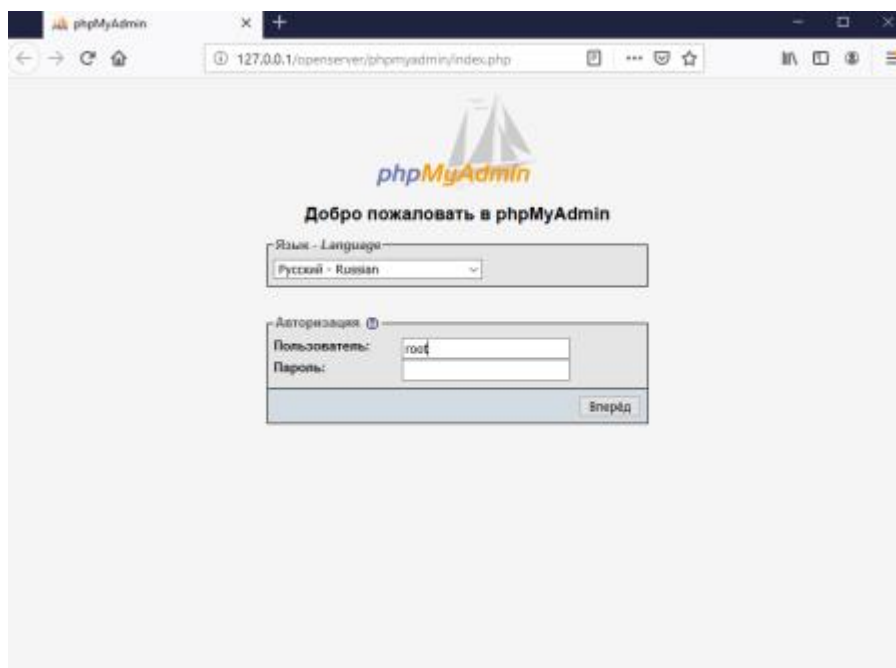 phpMyAdmin
127.0.0.1/openserver/phpmyadmin/index.php
phpMyAdmin
Добро пожаловать в phpMyAdmin
Язык - Language
Русский - Russian
Авторизация
Пользователь: root
Пароль:
Вперёд